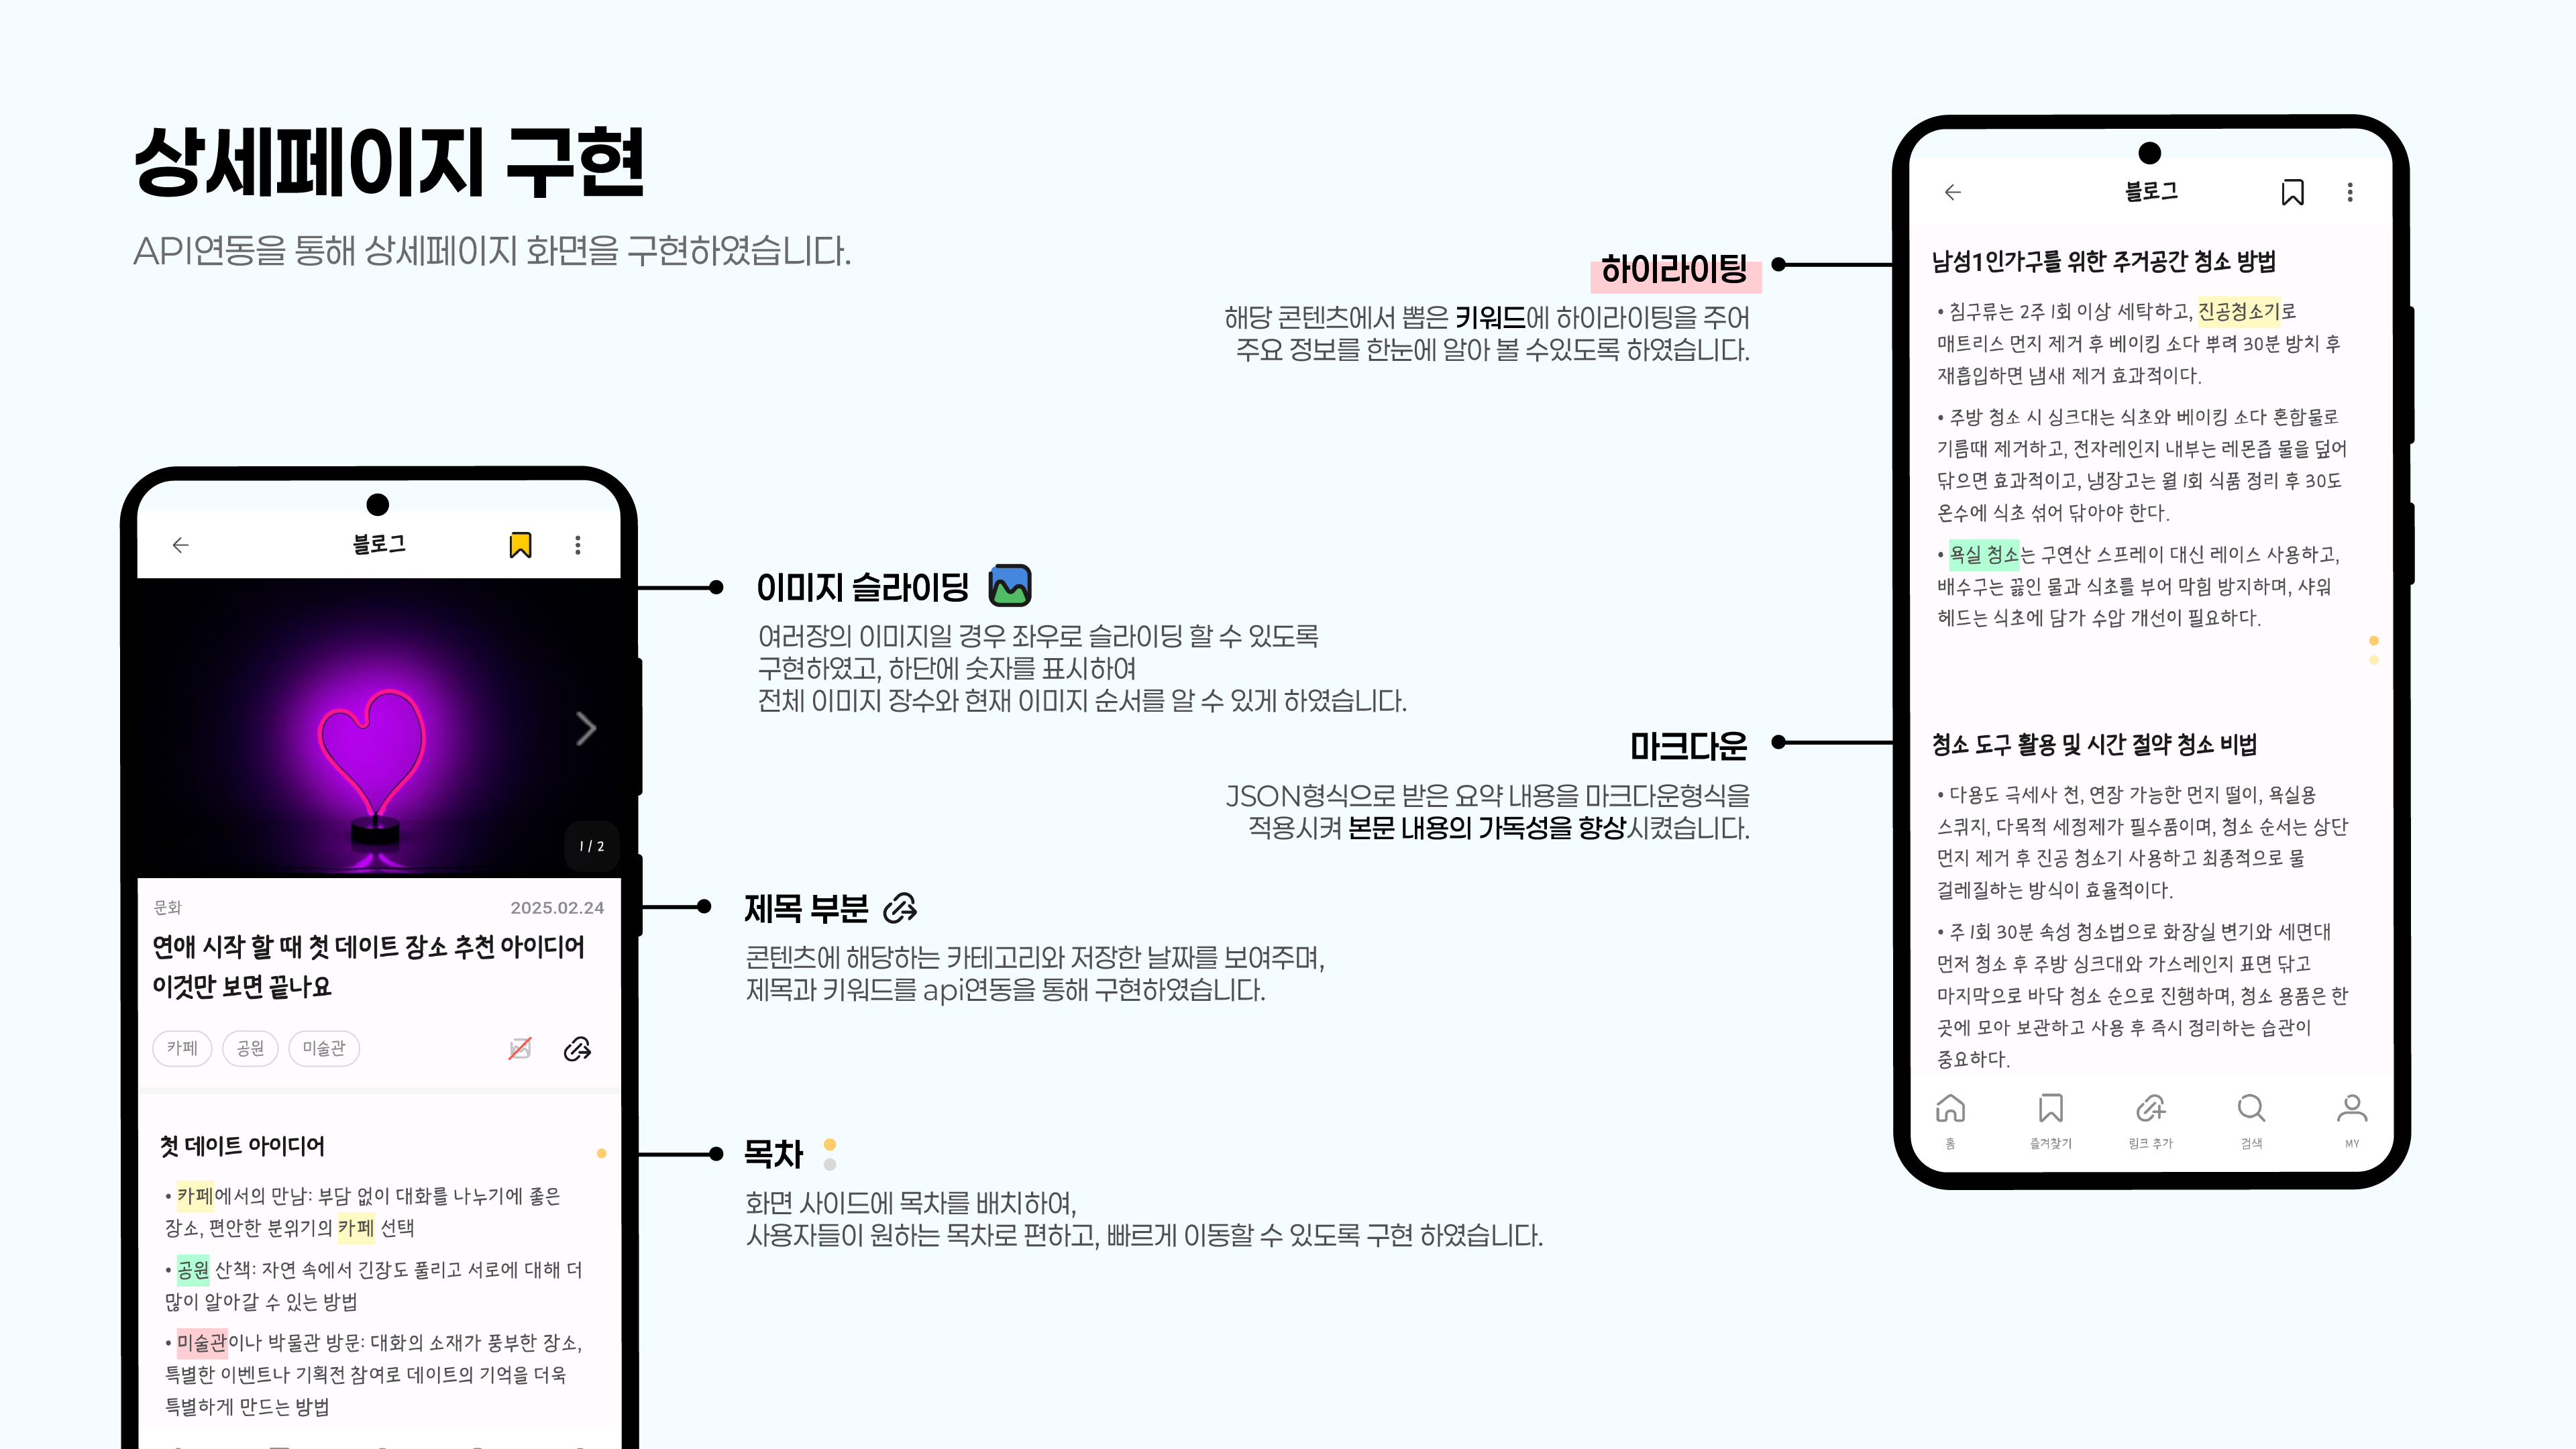 상세페이지 구현
API연동을 통해 상세페이지 화면을 구현하였습니다.
블로그
1 / 2
문화
2025.02.24
연애 시작 할 때 첫 데이트 장소 추천 아이디어
이것만 보면 끝나요
카페
공원
미술관
첫 데이트 아이디어
• 카페에서의 만남: 부담 없이 대화를 나누기에 좋은
장소, 편안한 분위기의 카페 선택
• 공원 산책: 자연 속에서 긴장도 풀리고 서로에 대해 더
많이 알아갈 수 있는 방법
• 미술관이나 박물관 방문: 대화의 소재가 풍부한 장소,
특별한 이벤트나 기획전 참여로 데이트의 기억을 더욱
특별하게 만드는 방법
이미지 슬라이딩
여러장의 이미지일 경우 좌우로 슬라이딩 할 수 있도록
구현하였고, 하단에 숫자를 표시하여
전체 이미지 장수와 현재 이미지 순서를 알 수 있게 하였습니다.
제목 부분
콘텐츠에 해당하는 카테고리와 저장한 날짜를 보여주며,
제목과 키워드를 api연동을 통해 구현하였습니다.
목차
화면 사이드에 목차를 배치하여,
사용자들이 원하는 목차로 편하고, 빠르게 이동할 수 있도록 구현 하였습니다.
하이라이팅
해당 콘텐츠에서 뽑은 키워드에 하이라이팅을 주어
주요 정보를 한눈에 알아 볼 수있도록 하였습니다.
마크다운
JSON형식으로 받은 요약 내용을 마크다운형식을
적용시켜 본문 내용의 가독성을 향상시켰습니다.
블로그
남성1인가구를 위한 주거공간 청소 방법
• 침구류는 2주 1회 이상 세탁하고, 진공청소기로
매트리스 먼지 제거 후 베이킹 소다 뿌려 30분 방치 후
재흡입하면 냄새 제거 효과적이다.
• 주방 청소 시 싱크대는 식초와 베이킹 소다 혼합물로
기름때 제거하고, 전자레인지 내부는 레몬즙 물을 덮어
닦으면 효과적이고, 냉장고는 월 1회 식품 정리 후 30도
온수에 식초 섞어 닦아야 한다.
• 욕실 청소는 구연산 스프레이 대신 레이스 사용하고,
배수구는 끓인 물과 식초를 부어 막힘 방지하며, 샤워
헤드는 식초에 담가 수압 개선이 필요하다.
청소 도구 활용 및 시간 절약 청소 비법
• 다용도 극세사 천, 연장 가능한 먼지 떨이, 욕실용
스퀴지, 다목적 세정제가 필수품이며, 청소 순서는 상단
먼지 제거 후 진공 청소기 사용하고 최종적으로 물
걸레질하는 방식이 효율적이다.
• 주 1회 30분 속성 청소법으로 화장실 변기와 세면대
먼저 청소 후 주방 싱크대와 가스레인지 표면 닦고
마지막으로 바닥 청소 순으로 진행하며, 청소 용품은 한
곳에 모아 보관하고 사용 후 즉시 정리하는 습관이
중요하다.
홈
즐겨찾기
링크 추가
검색
MY